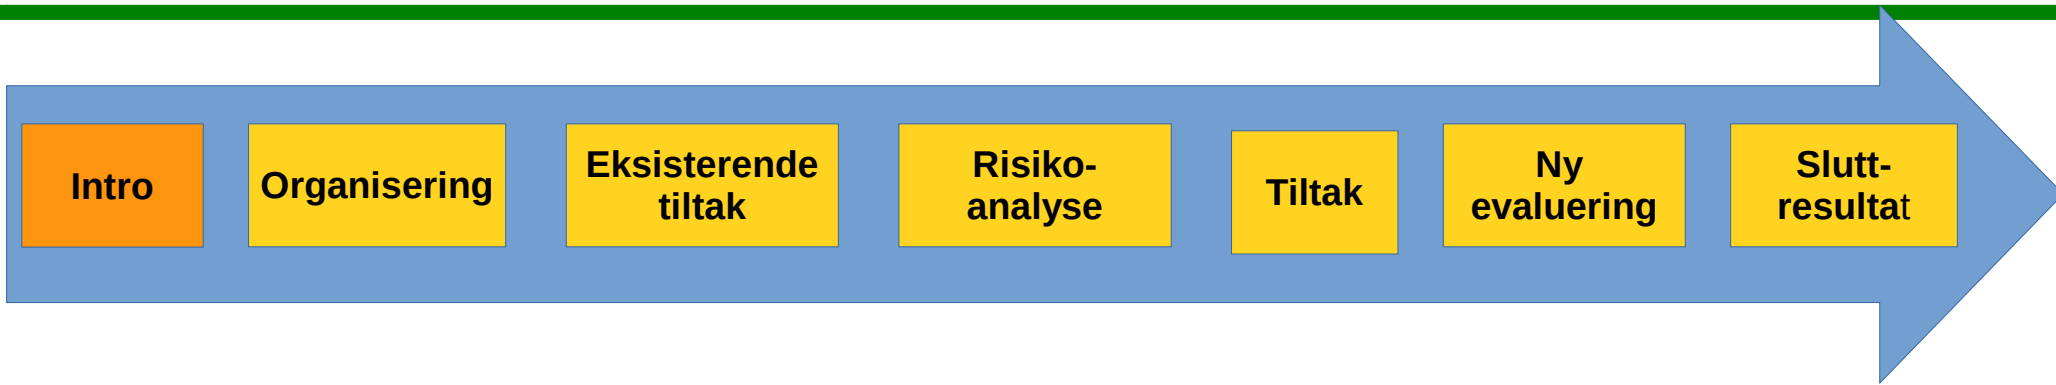 Intro
Organisering
Eksisterende
tiltak
Risiko-
analyse
Tiltak
Ny
evaluering
Slutt-
resultat